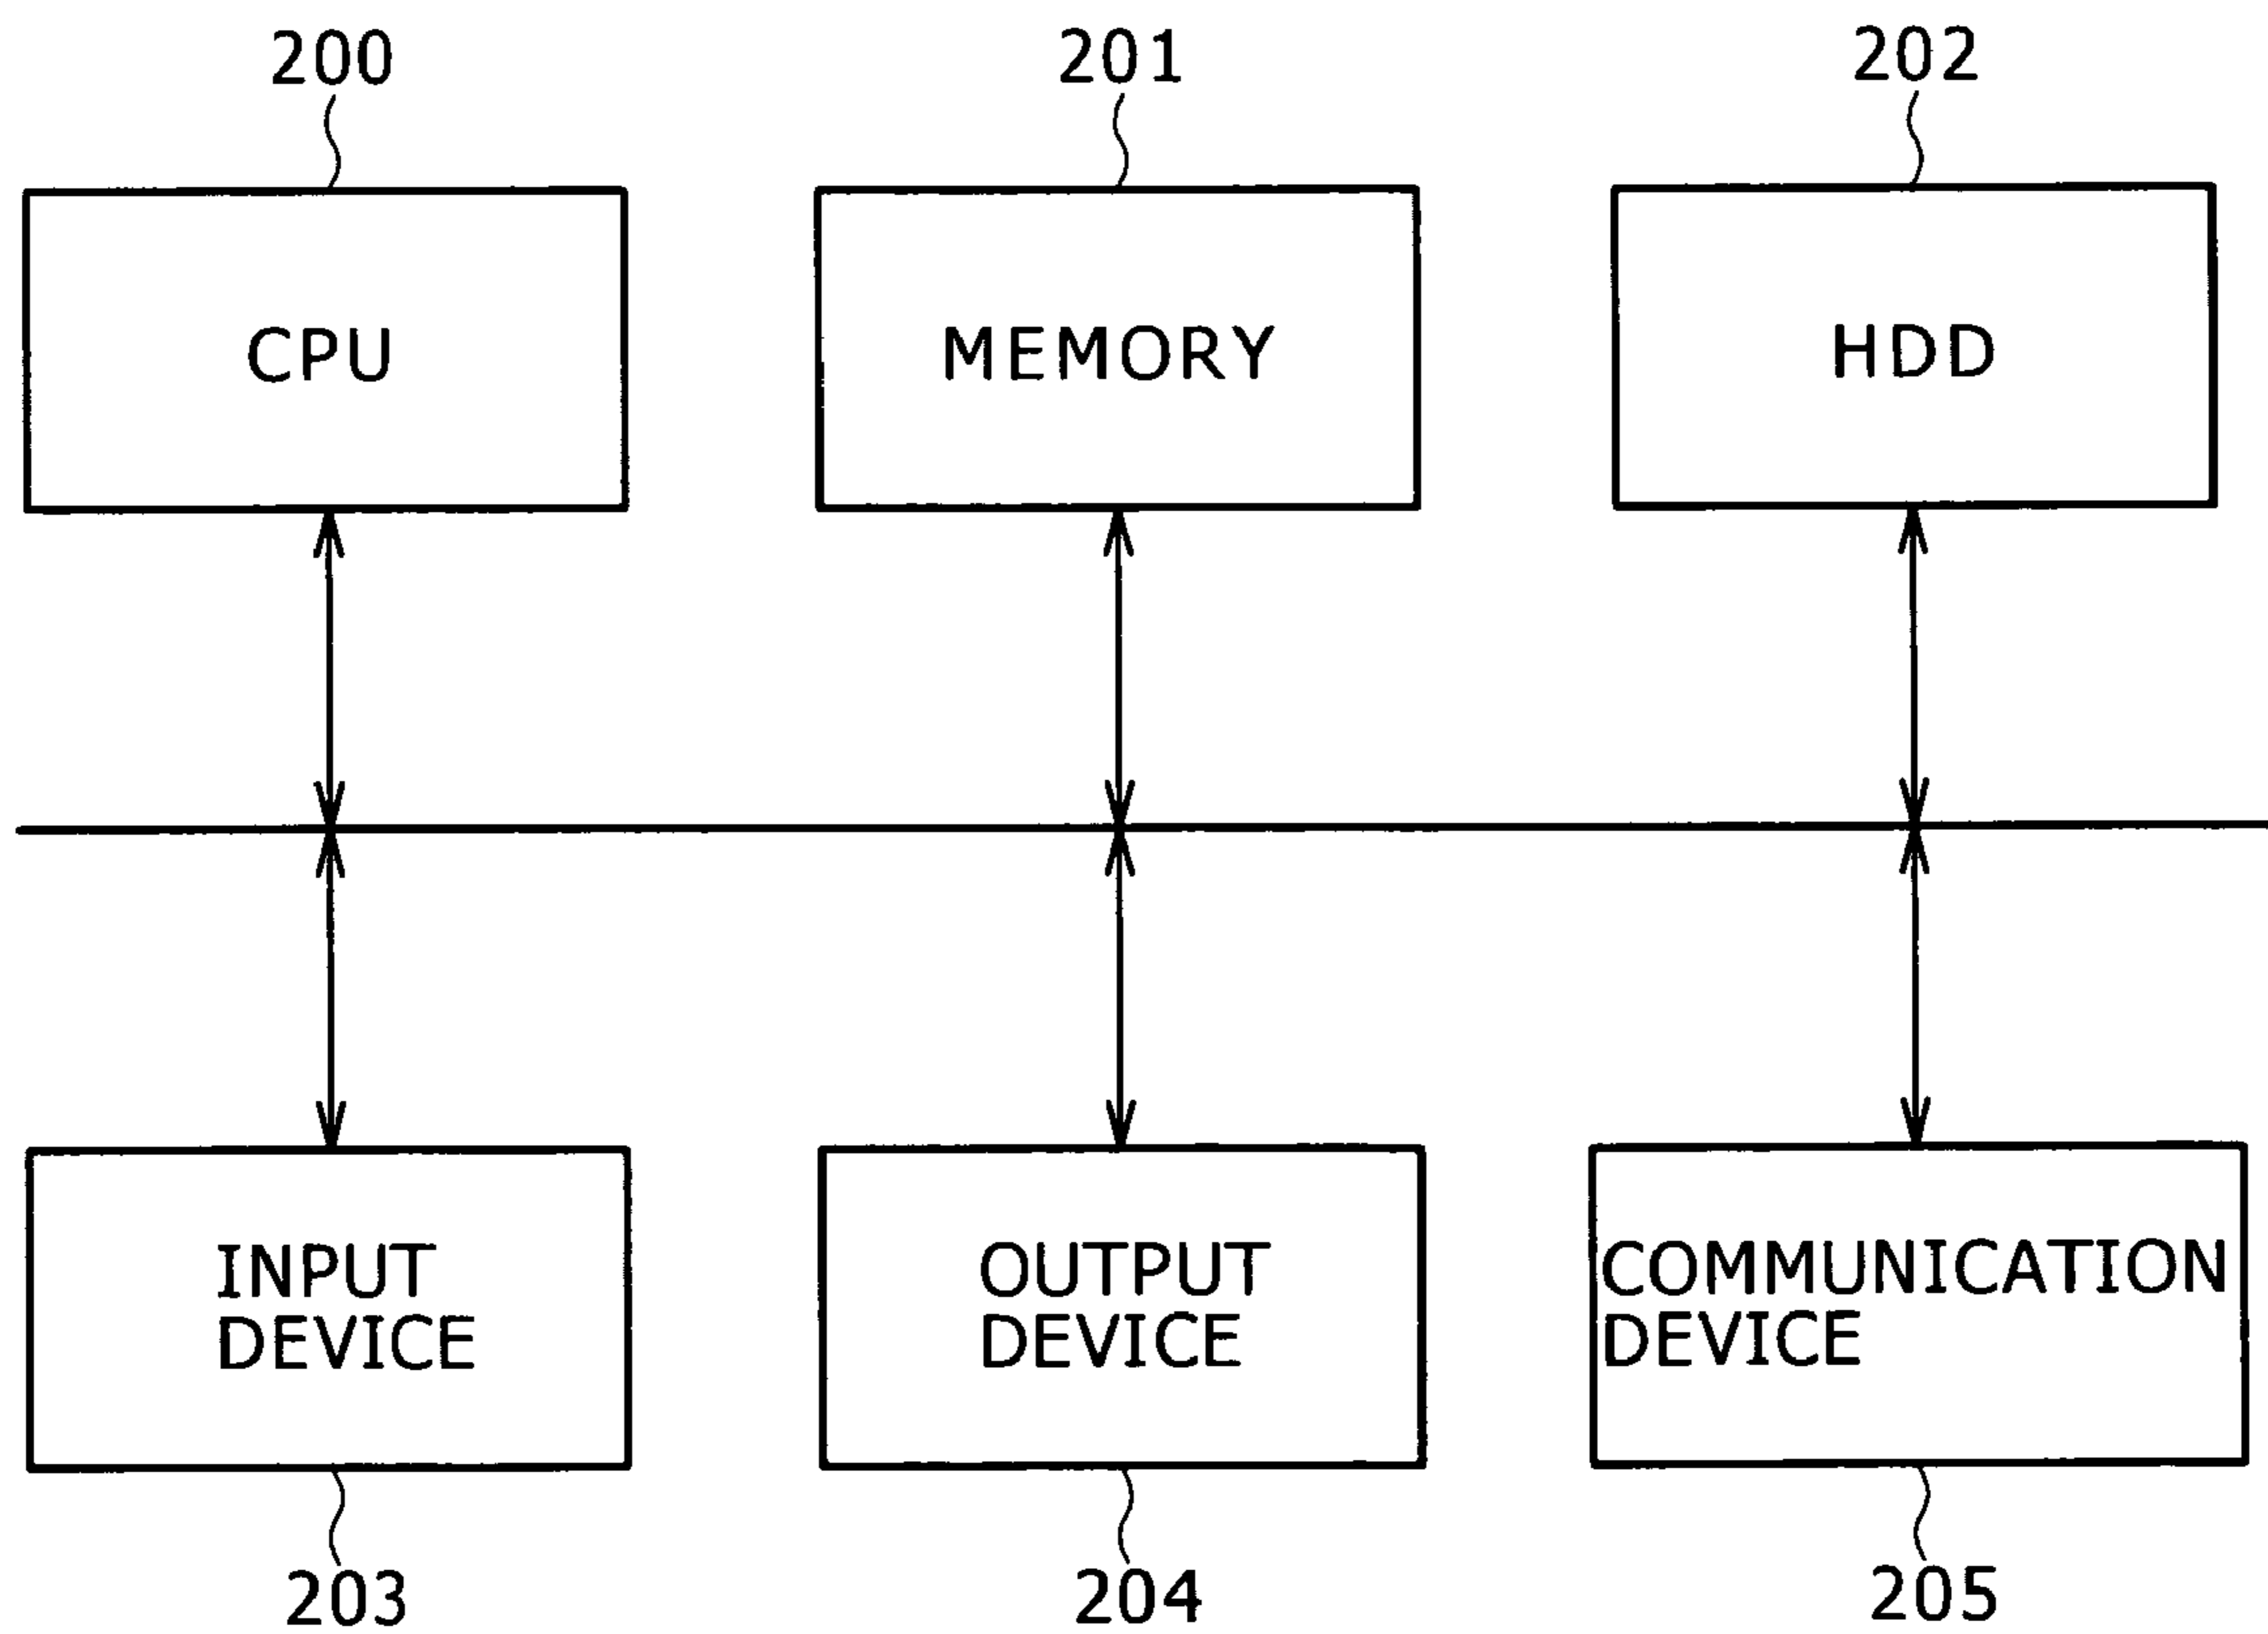 200
201
202
CPU
MEMORY
HDD
INPUT
DEVICE
OUTPUT
DEVICE
COMMUNICATION
DEVICE
203
204
205